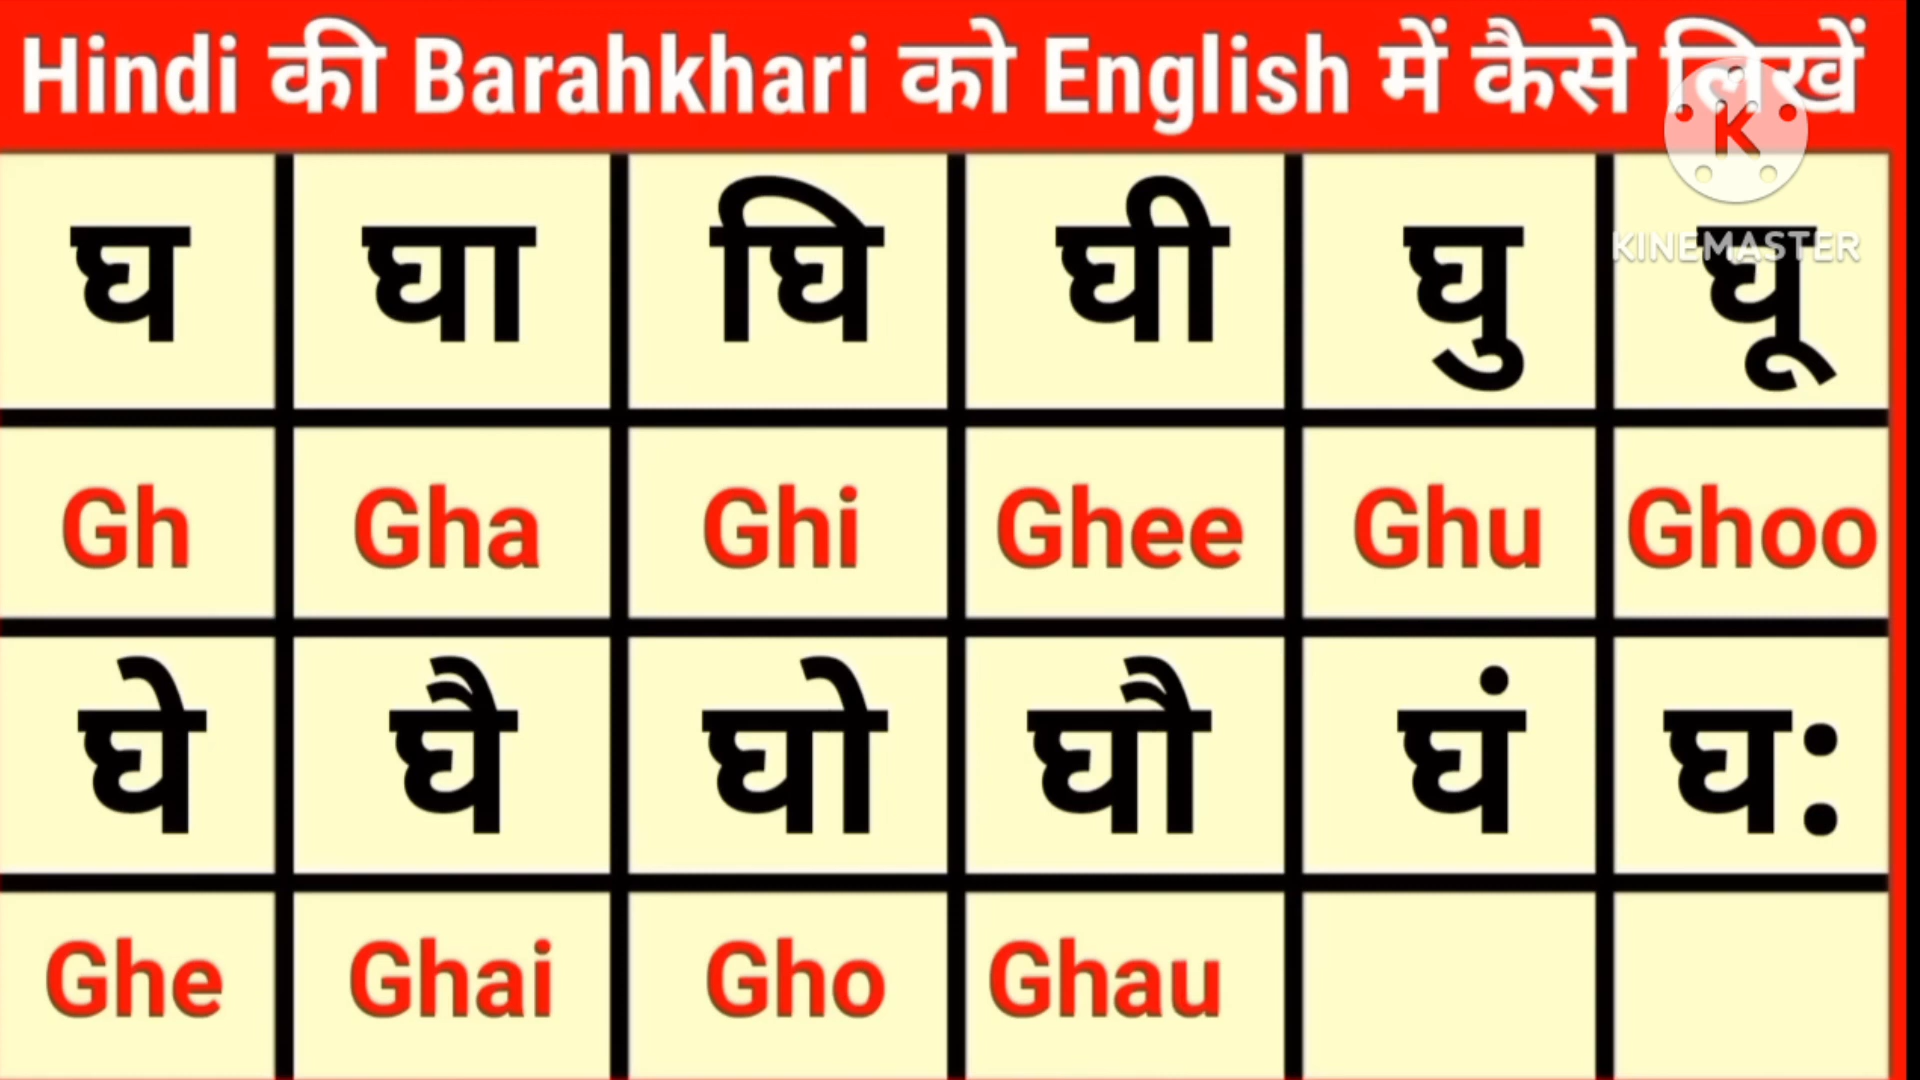 Hindi की Barahkhari को English में कैसे लिखें
K
KINEMASTER
घ घा घि घी घु घू
Gh Gha Ghi Ghee Ghu Ghoo
घे घै घो घौ घं घ:
Ghe Ghai Gho Ghau